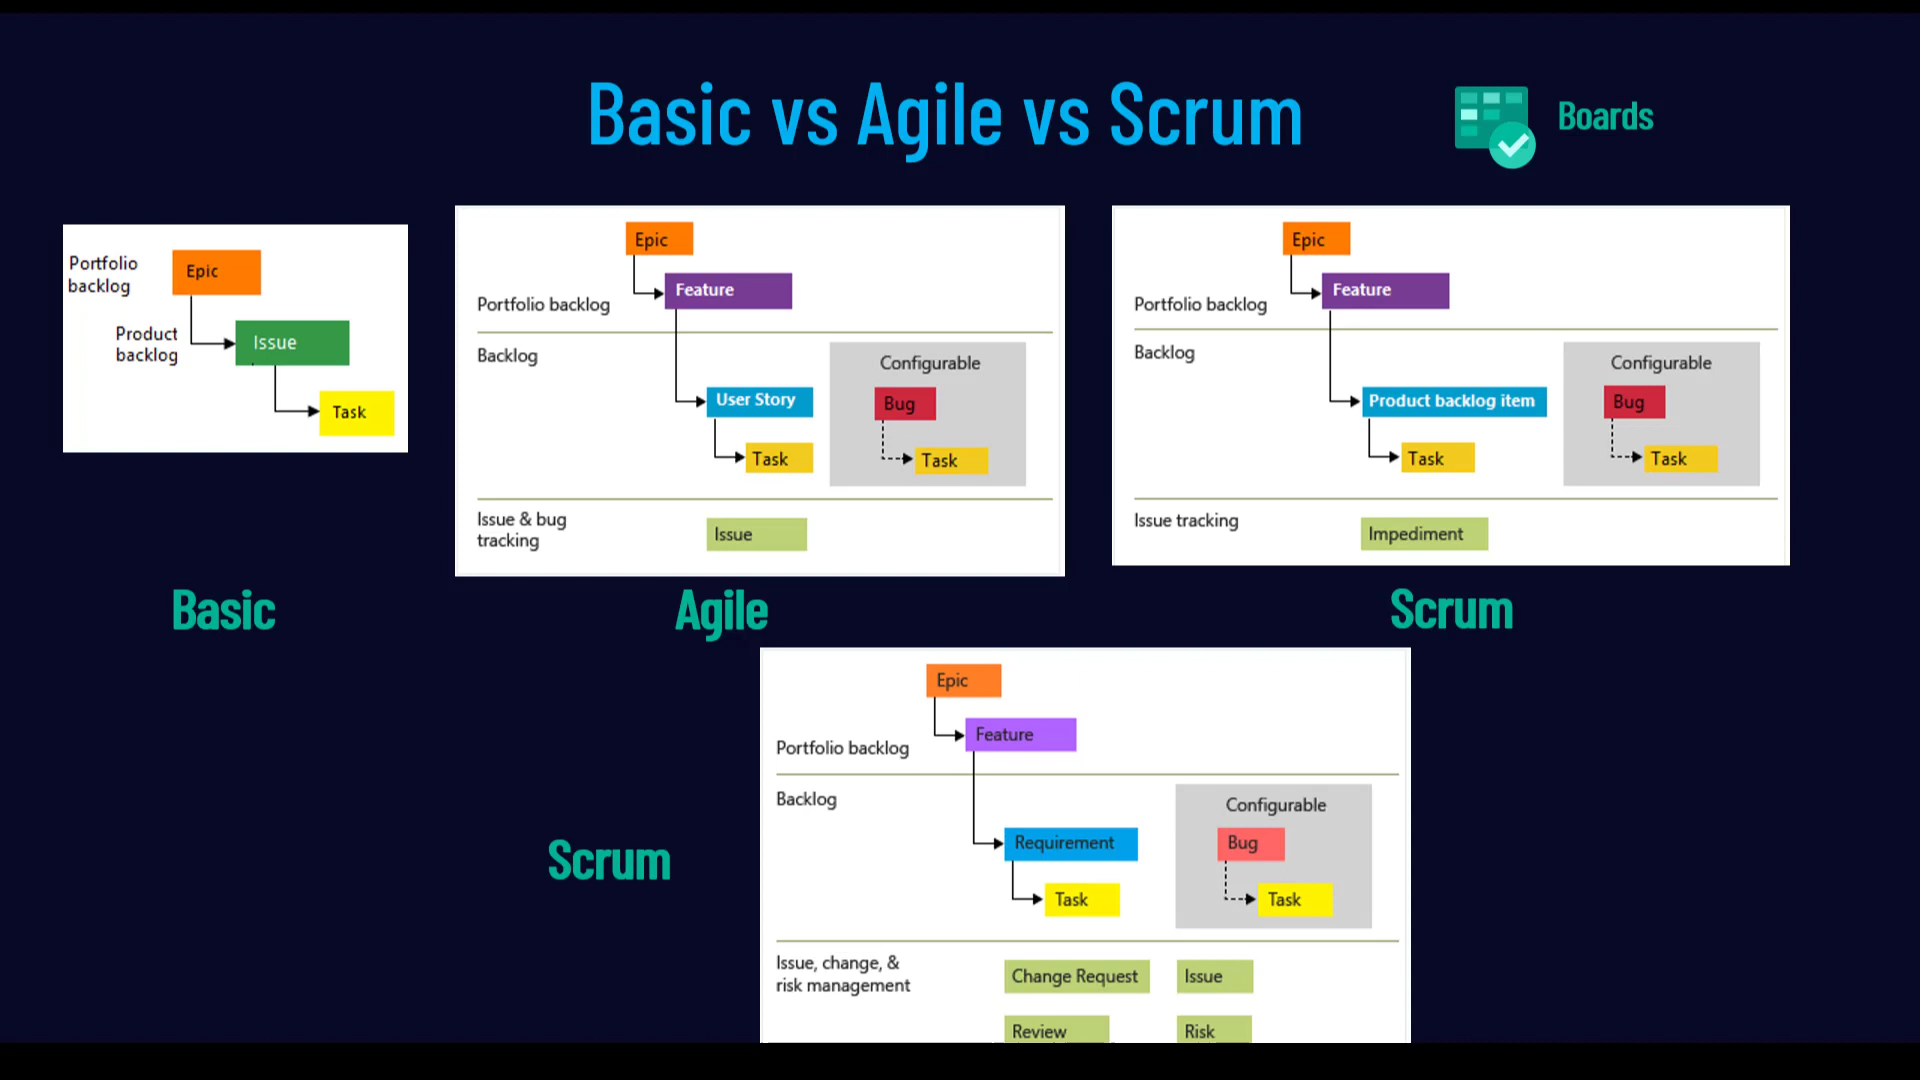 Basic vs Agile vs Scrum
Boards
Portfolio
backlog
Epic
Product
backlog
Issue
Task
Basic
Epic
Feature
Portfolio backlog
Backlog
Configurable
User Story
Bug
Task
Task
Issue & bug
tracking
Issue
Agile
Epic
Feature
Portfolio backlog
Backlog
Configurable
Product backlog item
Bug
Task
Task
Issue tracking
Impediment
Scrum
Scrum
Epic
Feature
Portfolio backlog
Backlog
Configurable
Requirement
Bug
Task
Task
Issue, change, &
risk management
Change Request
Issue
Review
Risk